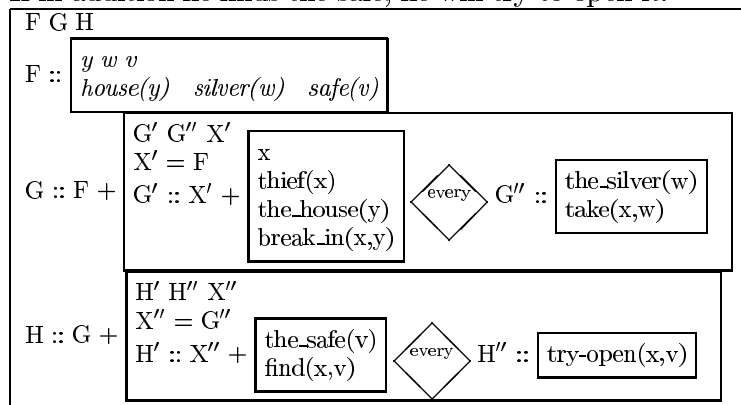 If in addition he finds the safe, he will try to open it.
F G H
y w v
F :: house(y) silver(w) safe(v)
G′ G″ X′
X′ = F
G :: F + G′ :: X′ + x
thief(x)
the_house(y)
break_in(x,y)
every G″ :: the_silver(w)
take(x,w)
H′ H″ X″
X″ = G″
H :: G + H′ :: X″ + the_safe(v)
find(x,v)
every H″ :: try-open(x,v)